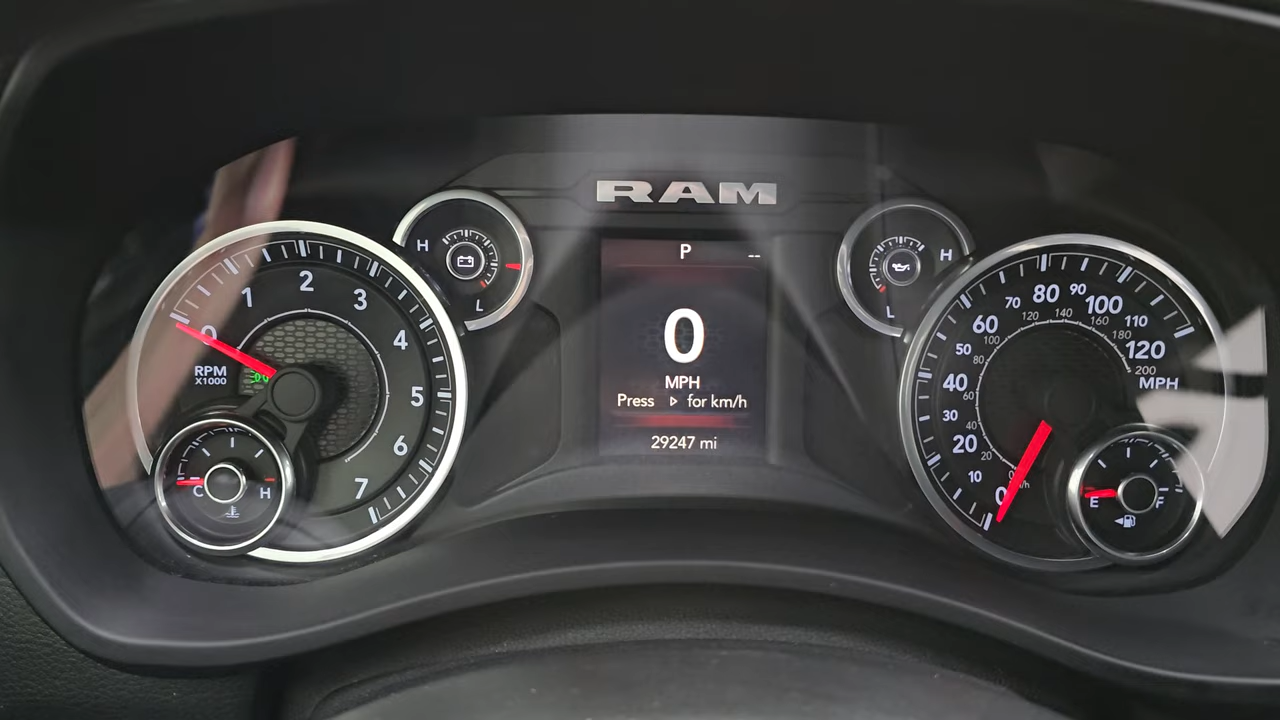 RAM
P --
0
MPH
Press ▷ for km/h
29247 mi
0 1 2 3 4 5 6 7
RPM
X1000
C H
H
L
H
L
0 10 20 30 40 50 60 70 80 90 100 110 120
MPH
20 40 60 80 100 120 140 160 180 200
E F